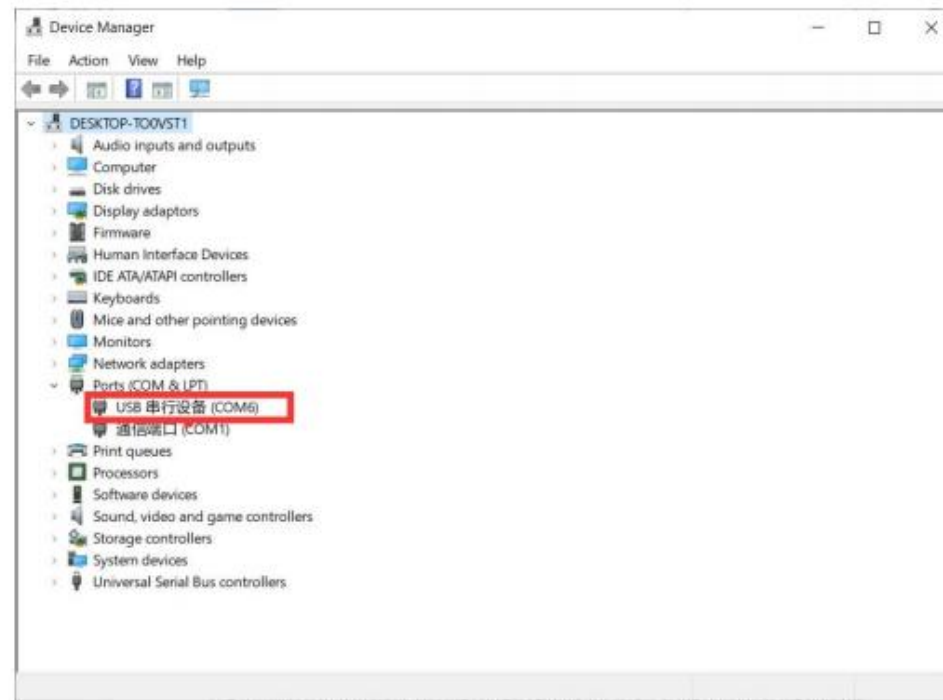 Device Manager
File Action View Help
DESKTOP-TO0VST1
Audio inputs and outputs
Computer
Disk drives
Display adaptors
Firmware
Human Interface Devices
IDE ATA/ATAPI controllers
Keyboards
Mice and other pointing devices
Monitors
Network adapters
Ports (COM & LPT)
USB 串行设备 (COM6)
通信端口 (COM1)
Print queues
Processors
Software devices
Sound, video and game controllers
Storage controllers
System devices
Universal Serial Bus controllers